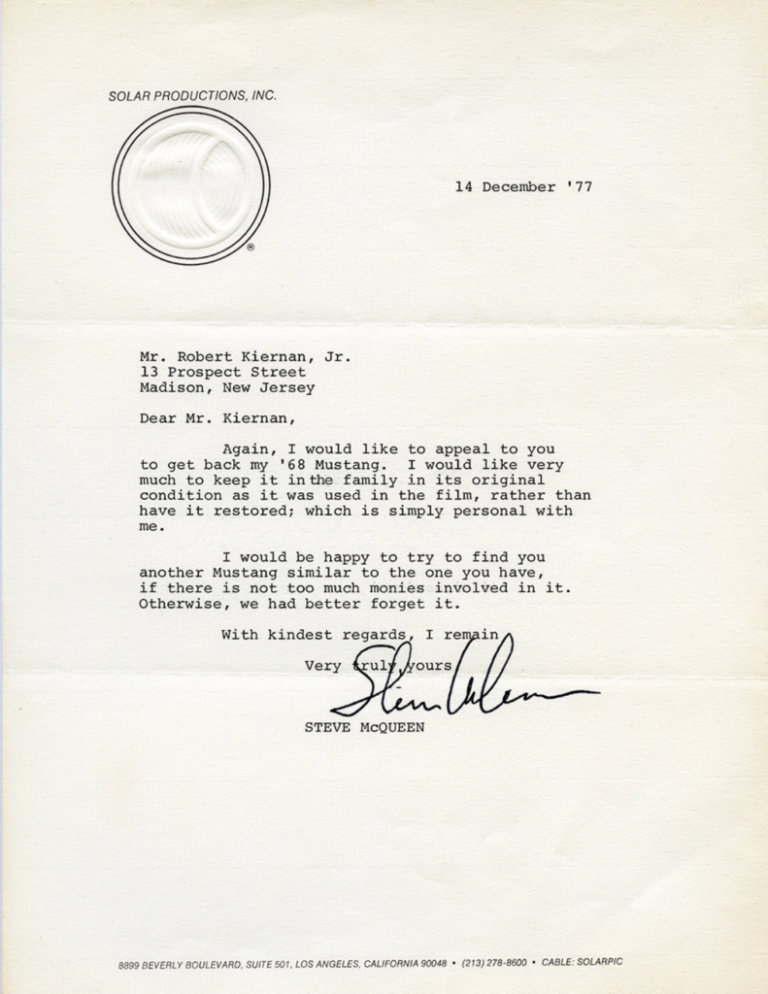 SOLAR PRODUCTIONS, INC.
®
14 December '77
Mr. Robert Kiernan, Jr.
13 Prospect Street
Madison, New Jersey
Dear Mr. Kiernan,
Again, I would like to appeal to you
to get back my '68 Mustang. I would like very
much to keep it in the family in its original
condition as it was used in the film, rather than
have it restored; which is simply personal with
me.
I would be happy to try to find you
another Mustang similar to the one you have,
if there is not too much monies involved in it.
Otherwise, we had better forget it.
With kindest regards, I remain
Very truly yours
STEVE McQUEEN
8899 BEVERLY BOULEVARD, SUITE 501, LOS ANGELES, CALIFORNIA 90048 • (213) 278-8600 • CABLE: SOLARPIC